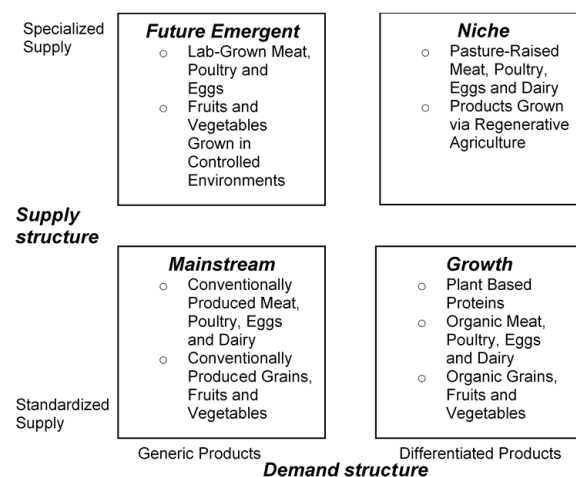 Specialized
Supply
Future Emergent
○ Lab-Grown Meat,
Poultry and
Eggs
○ Fruits and
Vegetables
Grown in
Controlled
Environments
Niche
○ Pasture-Raised
Meat, Poultry,
Eggs and Dairy
○ Products Grown
via Regenerative
Agriculture
Supply
structure
Mainstream
○ Conventionally
Produced Meat,
Poultry, Eggs
and Dairy
○ Conventionally
Produced Grains,
Fruits and
Vegetables
Growth
○ Plant Based
Proteins
○ Organic Meat,
Poultry, Eggs
and Dairy
○ Organic Grains,
Fruits and
Vegetables
Standardized
Supply
Generic Products
Differentiated Products
Demand structure